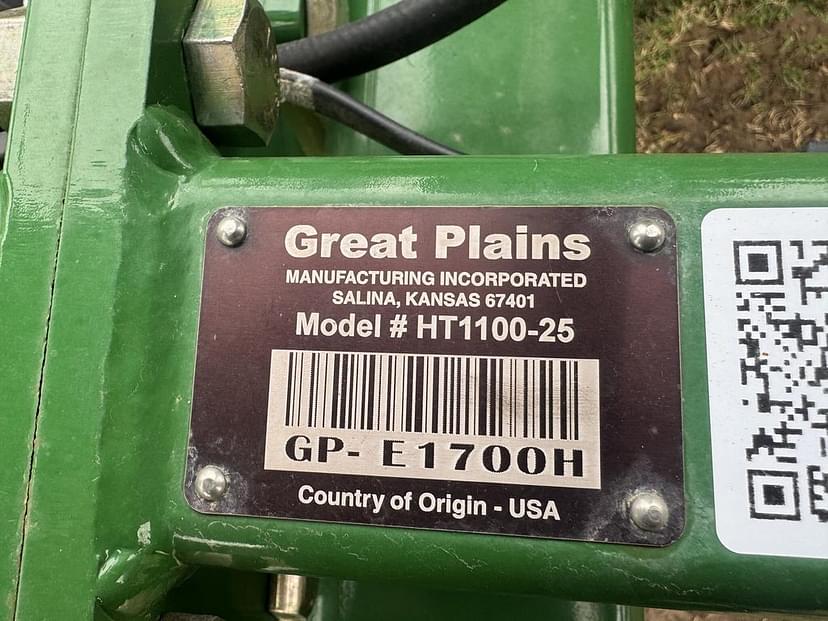 Great Plains
MANUFACTURING INCORPORATED
SALINA, KANSAS 67401
Model # HT1100-25
GP- E1700H
Country of Origin - USA